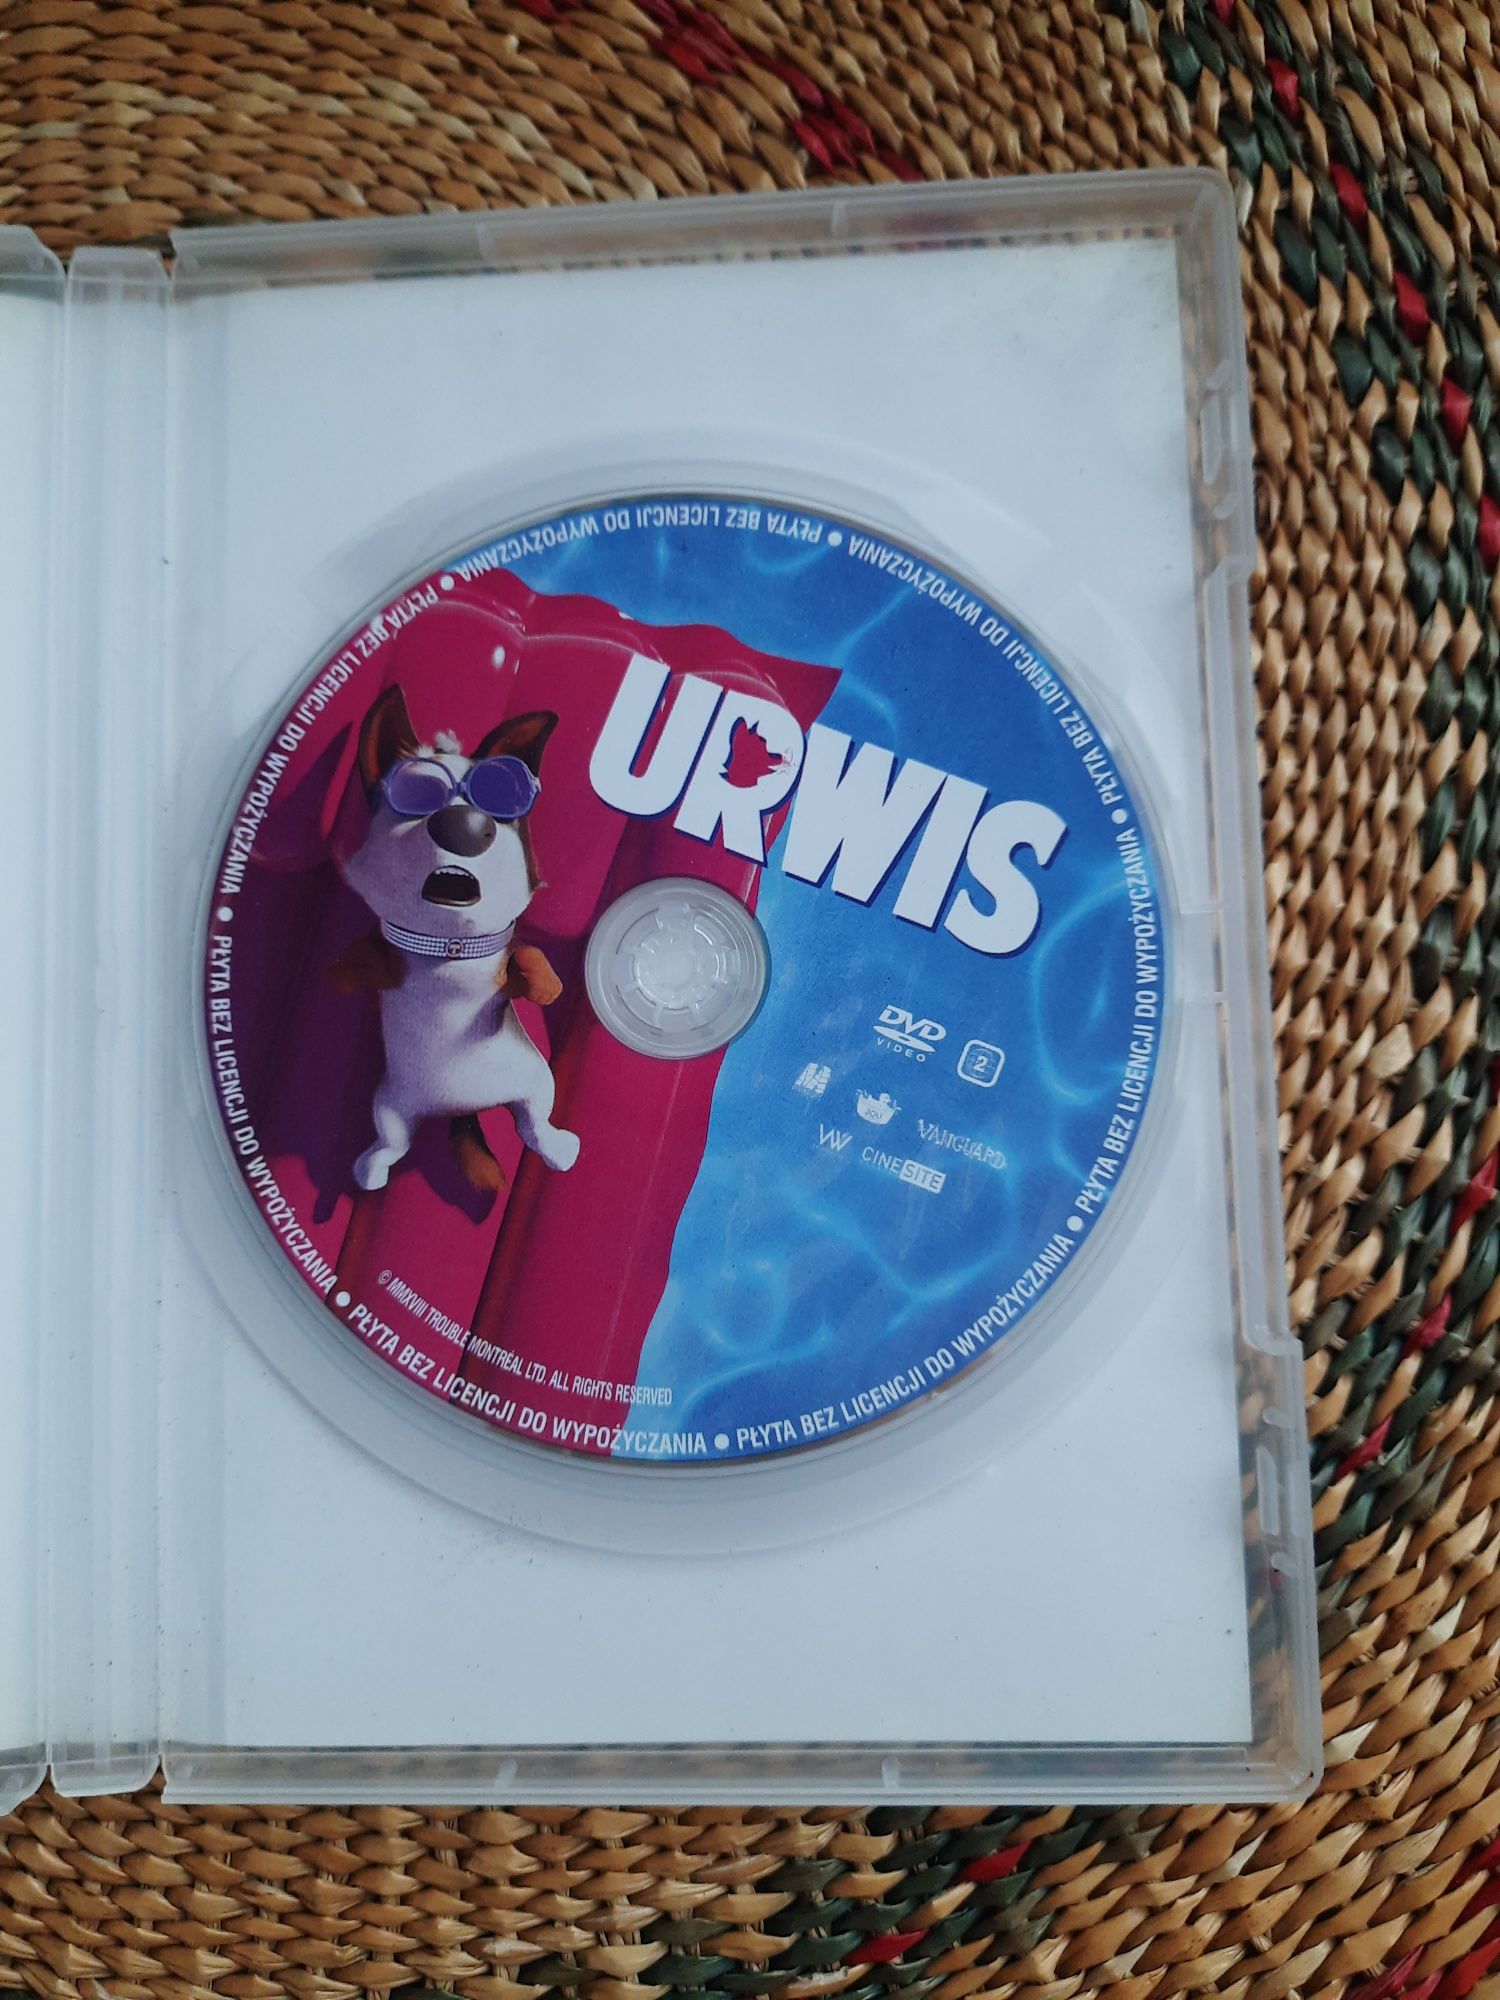 URWIS
DVD
VIDEO
2
JOU
VANGUARD
CINESITE
© MMXVIII TROUBLE MONTRÉAL LTD. ALL RIGHTS RESERVED
PŁYTA BEZ LICENCJI DO WYPOŻYCZANIA • PŁYTA BEZ LICENCJI DO WYPOŻYCZANIA • PŁYTA BEZ LICENCJI DO WYPOŻYCZANIA • PŁYTA BEZ LICENCJI DO WYPOŻYCZANIA • PŁYTA BEZ LICENCJI DO WYPOŻYCZANIA • PŁYTA BEZ LICENCJI DO WYPOŻYCZANIA • PŁYTA BEZ LICENCJI DO WYPOŻYCZANIA •